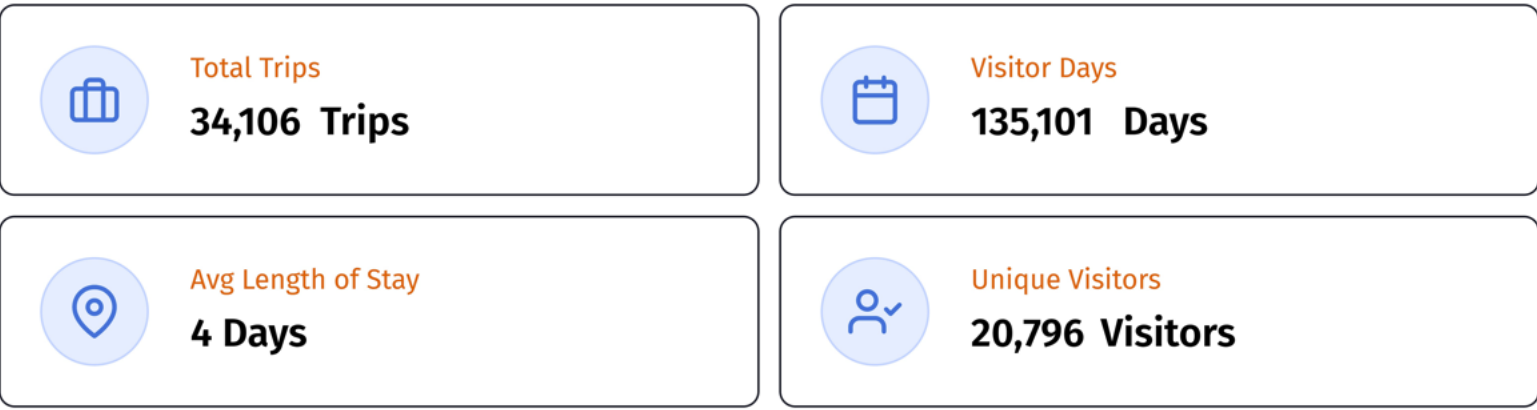 Total Trips
34,106 Trips
Visitor Days
135,101 Days
Avg Length of Stay
4 Days
Unique Visitors
20,796 Visitors